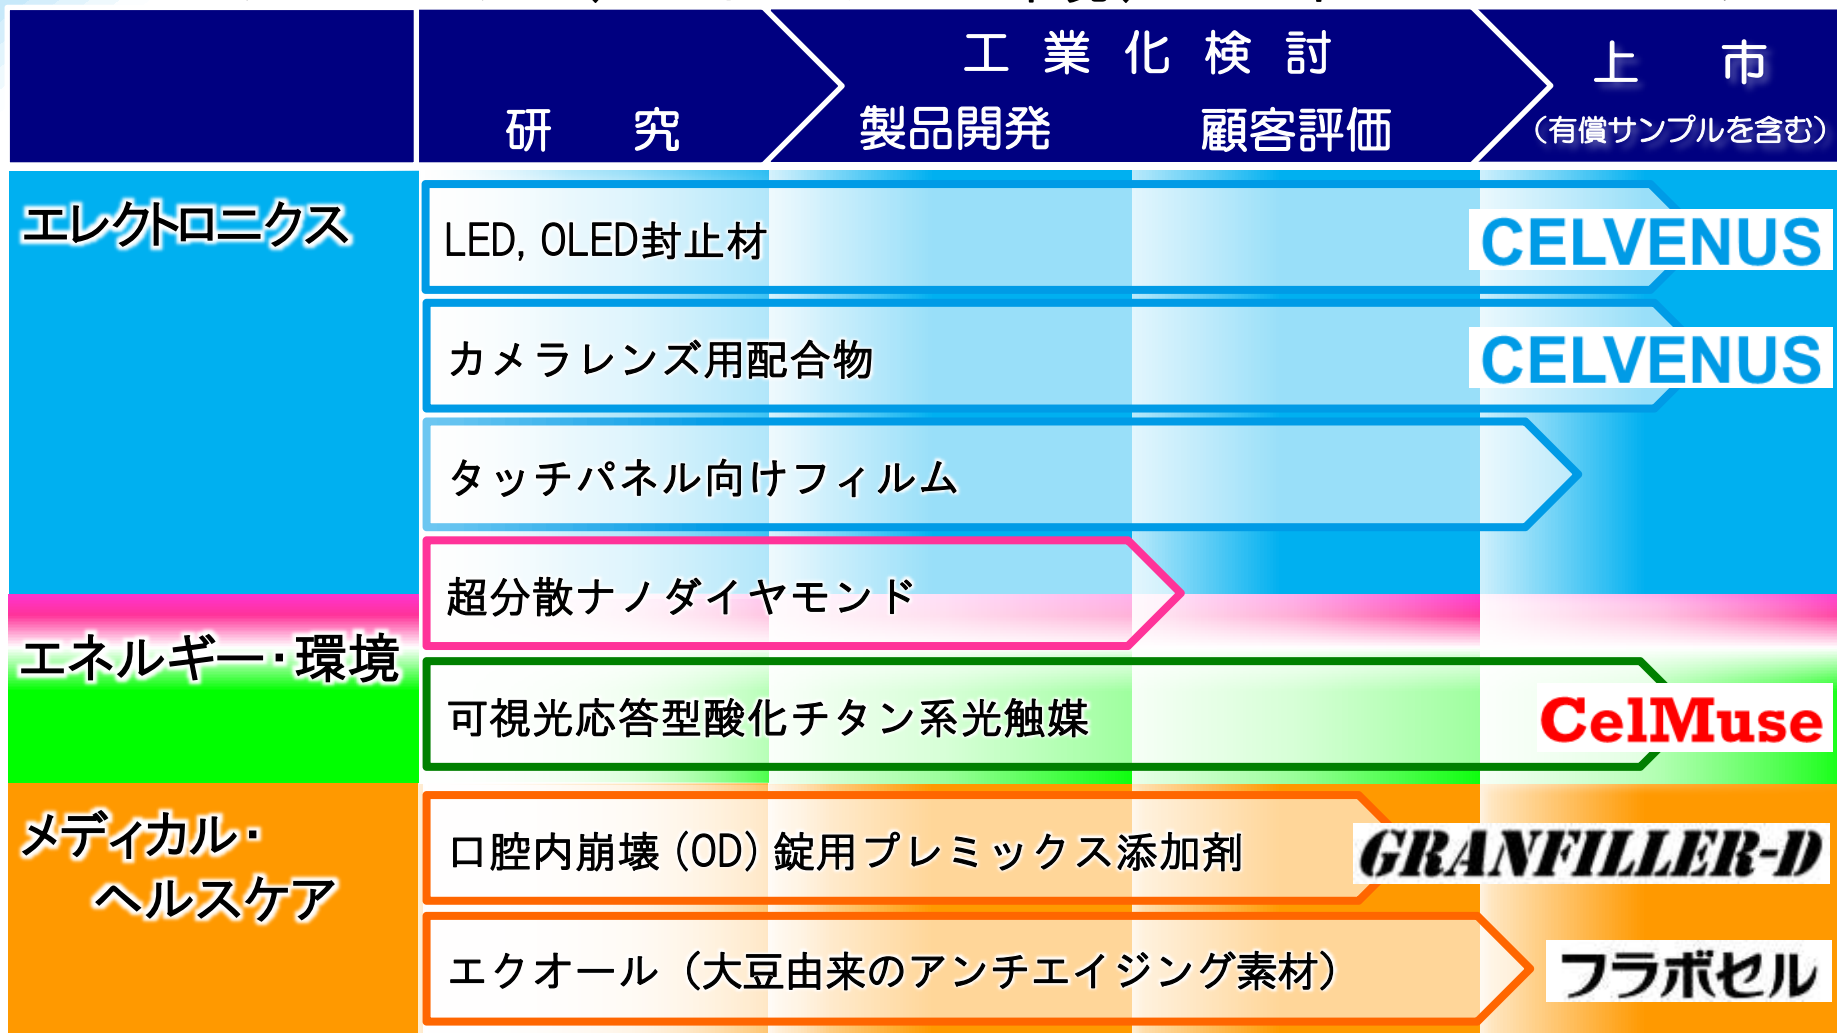 工業化検討
上市
研究
製品開発
顧客評価
(有償サンプルを含む)
エレクトロニクス
LED, OLED封止材
CELVENUS
カメラレンズ用配合物
CELVENUS
タッチパネル向けフィルム
超分散ナノダイヤモンド
エネルギー・環境
可視光応答型酸化チタン系光触媒
CelMuse
メディカル・
ヘルスケア
口腔内崩壊(OD)錠用プレミックス添加剤
GRANFILLER-D
エクオール（大豆由来のアンチエイジング素材）
フラボセル